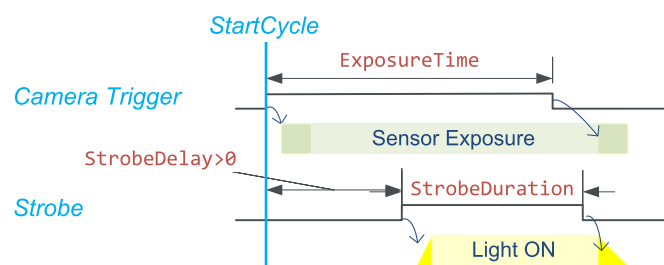 StartCycle
ExposureTime
Camera Trigger
Sensor Exposure
StrobeDelay>0
StrobeDuration
Strobe
Light ON